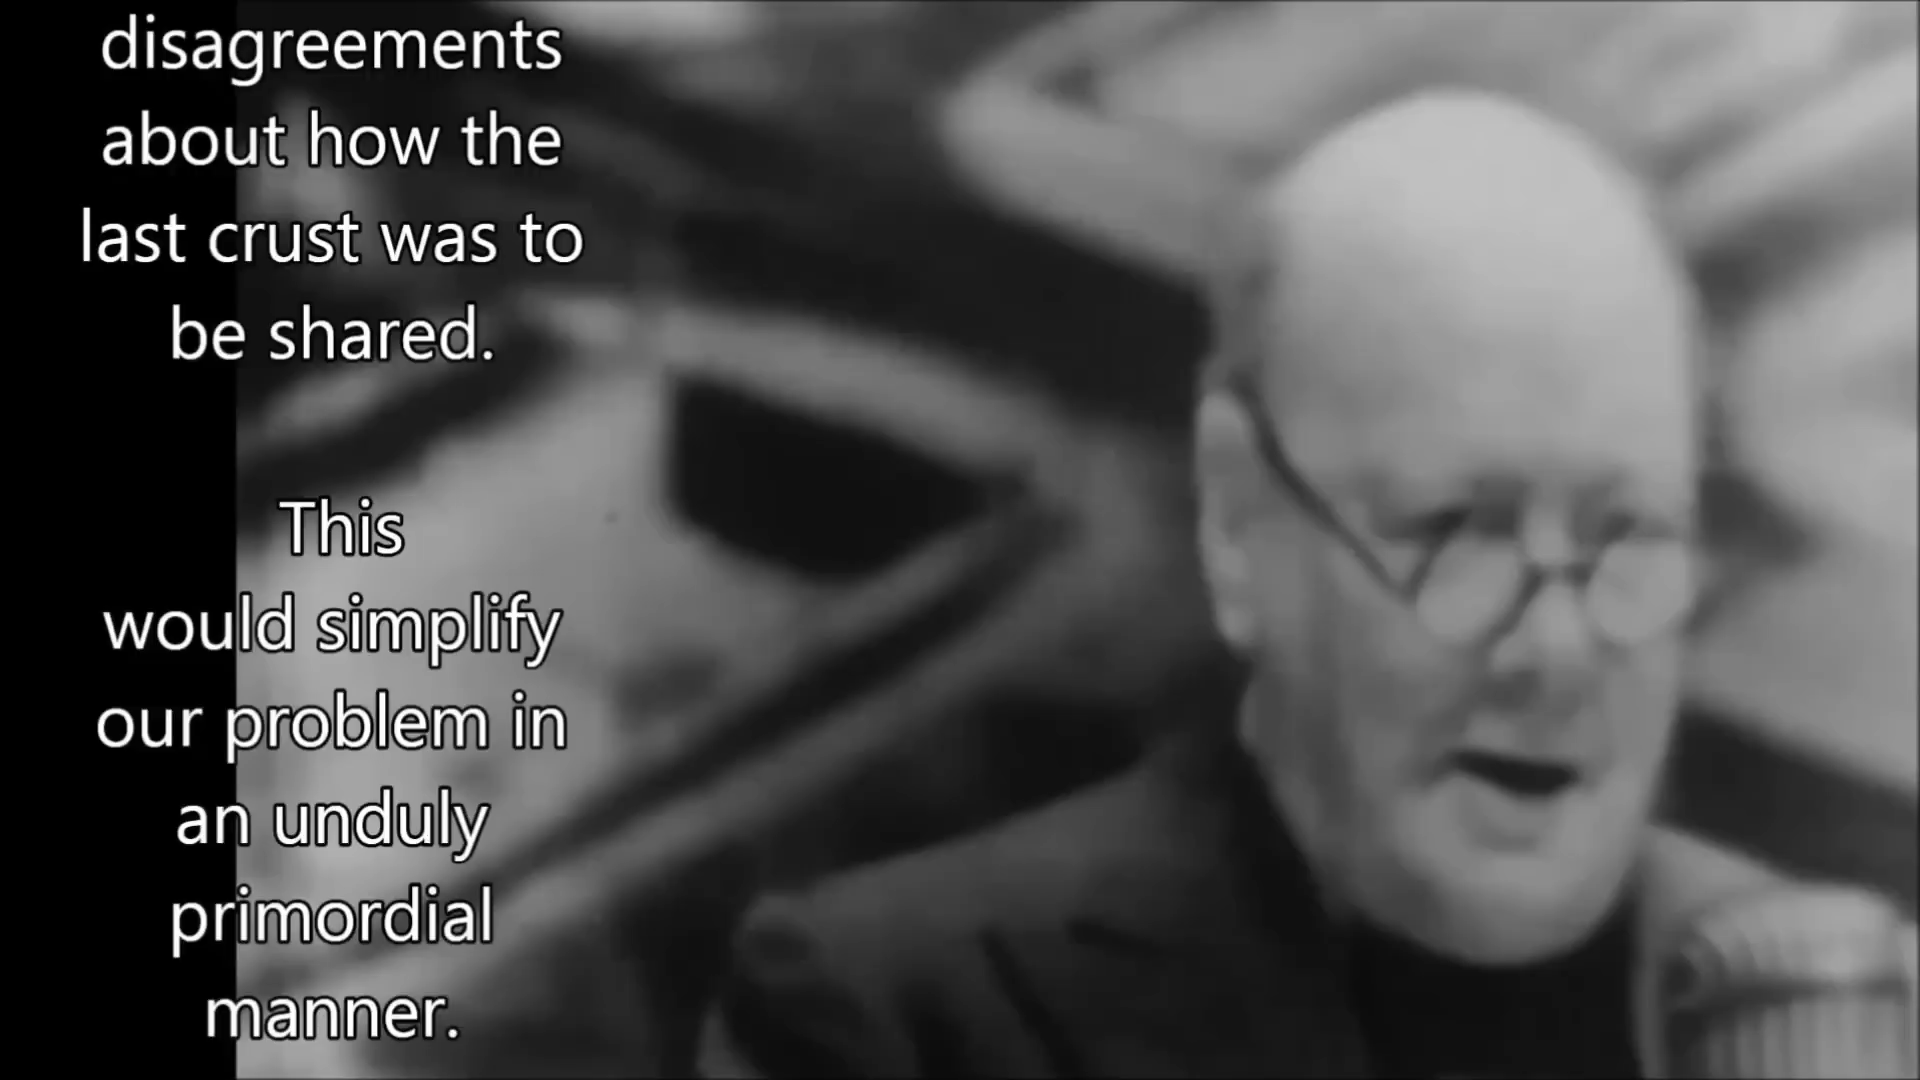 disagreements
about how the
last crust was to
be shared.
This
would simplify
our problem in
an unduly
primordial
manner.